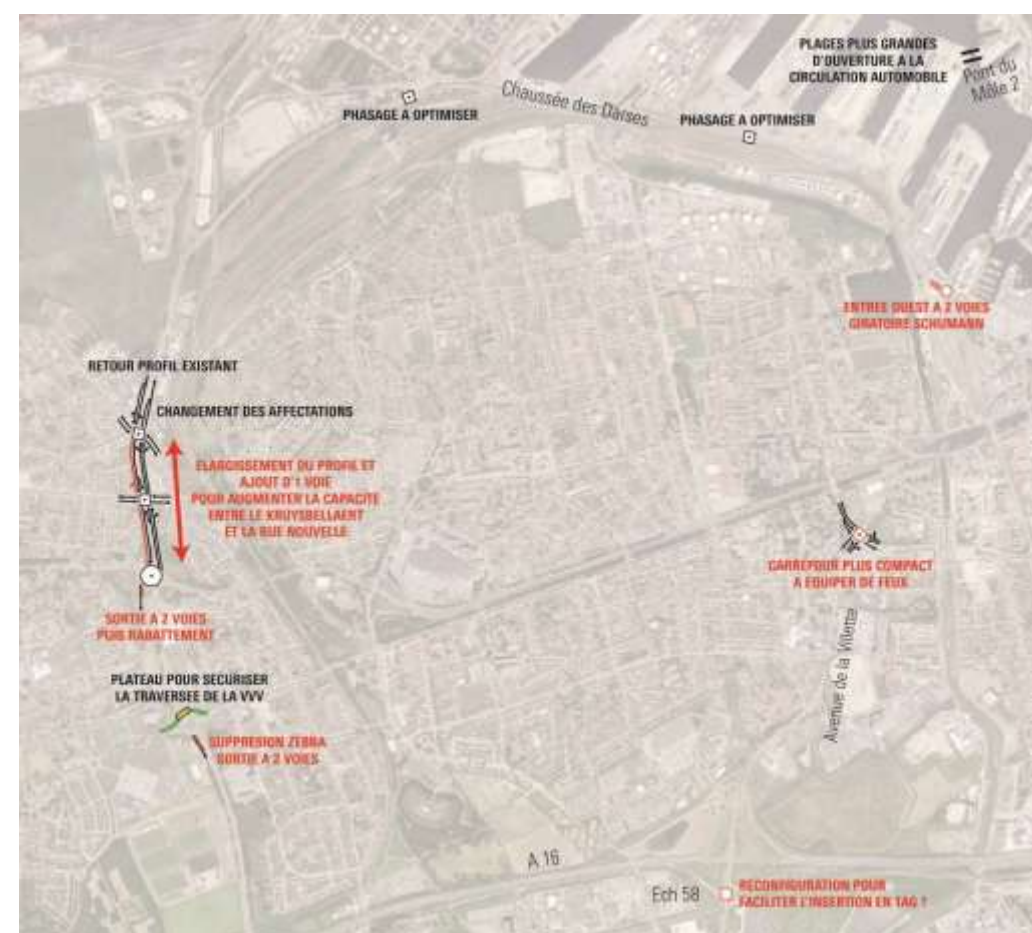 PLAGES PLUS GRANDES
D'OUVERTURE A LA
CIRCULATION AUTOMOBILE
Pont du
Môle 2
Chaussée des Darses
PHASAGE A OPTIMISER
PHASAGE A OPTIMISER
ENTREE OUEST A 2 VOIES
GIRATOIRE SCHUMANN
RETOUR PROFIL EXISTANT
CHANGEMENT DES AFFECTATIONS
ELARGISSEMENT DU PROFIL ET
AJOUT D'1 VOIE
POUR AUGMENTER LA CAPACITE
ENTRE LE KRUYSBELLAERT
ET LA RUE NOUVELLE
CARREFOUR PLUS COMPACT
A EQUIPER DE FEUX
SORTIE A 2 VOIES
PUIS RABATTEMENT
Avenue de la Villette
PLATEAU POUR SECURISER
LA TRAVERSEE DE LA VVV
SUPPRESION ZEBRA
SORTIE A 2 VOIES
A 16
Ech 58
RECONFIGURATION POUR
FACILITER L'INSERTION EN TAG ?